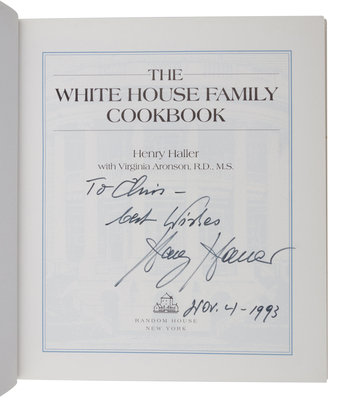 THE
WHITE HOUSE FAMILY
COOKBOOK
Henry Haller
with Virginia Aronson, R.D., M.S.
To Chris –
best Wishes
Henry Haller
Nov. 4 - 1993
RANDOM HOUSE
NEW YORK